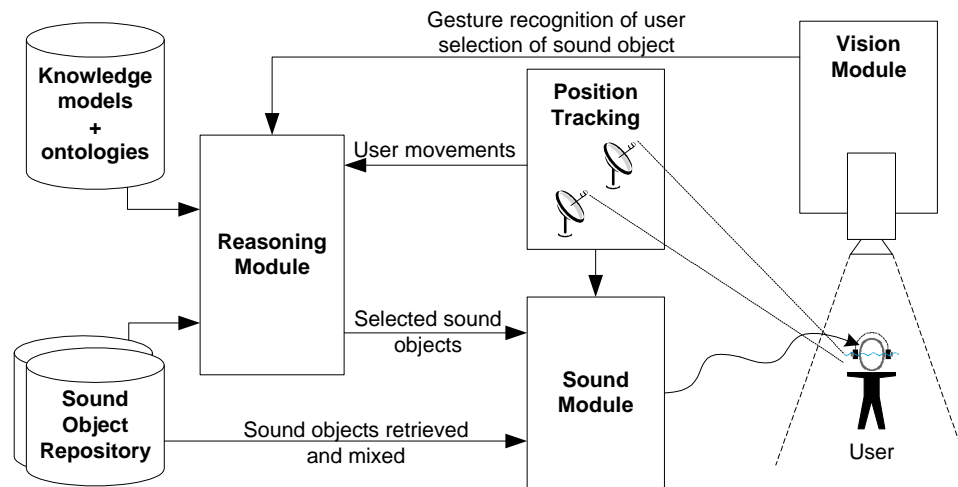 Gesture recognition of user
selection of sound object
Vision
Module
Knowledge
models
+
ontologies
Position
Tracking
User movements
Reasoning
Module
Selected sound
objects
Sound
Module
Sound
Object
Repository
Sound objects retrieved
and mixed
User